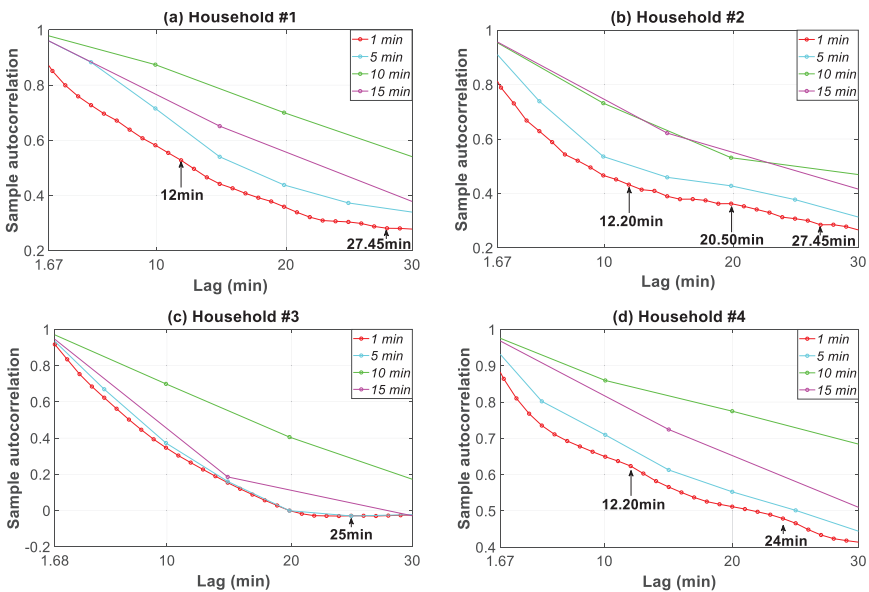 (a) Household #1
Sample autocorrelation
1
0.8
0.6
0.4
0.2
1 min
5 min
10 min
15 min
12min
27.45min
1.67
10
20
30
Lag (min)
(b) Household #2
Sample autocorrelation
1
0.8
0.6
0.4
0.2
1 min
5 min
10 min
15 min
12.20min
20.50min
27.45min
1.67
10
20
30
Lag (min)
(c) Household #3
Sample autocorrelation
1
0.8
0.6
0.4
0.2
0
-0.2
1 min
5 min
10 min
15 min
25min
1.68
10
20
30
Lag (min)
(d) Household #4
Sample autocorrelation
1
0.9
0.8
0.7
0.6
0.5
0.4
1 min
5 min
10 min
15 min
12.20min
24min
1.67
10
20
30
Lag (min)